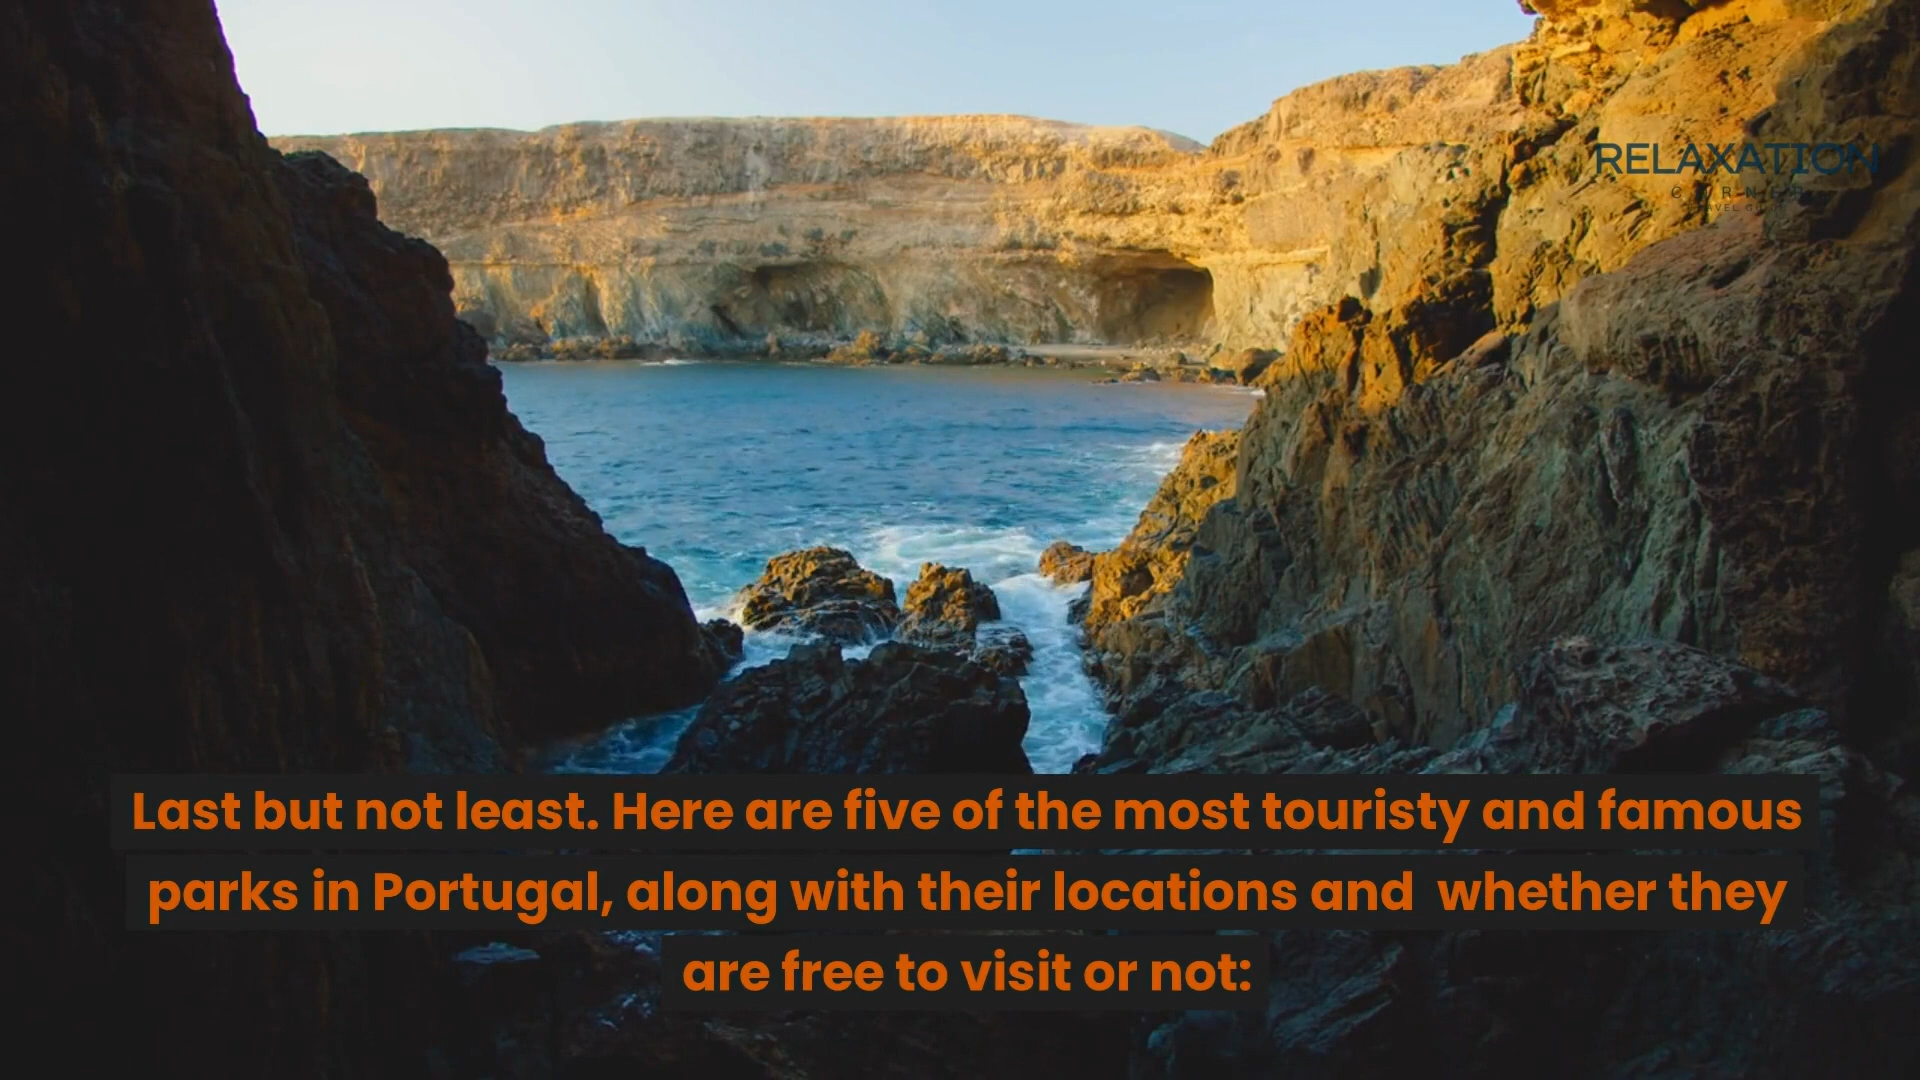 RELAXATION
CORNER
Last but not least. Here are five of the most touristy and famous
parks in Portugal, along with their locations and  whether they
are free to visit or not: